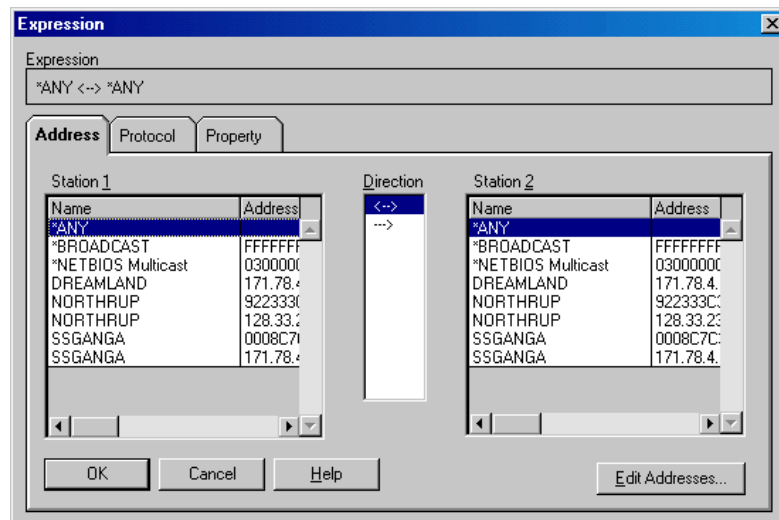 Expression
Expression
*ANY <--> *ANY
Address Protocol Property
Station 1
Name Address
*ANY
*BROADCAST FFFFFFF
*NETBIOS Multicast 0300000
DREAMLAND 171.78.4
NORTHRUP 9223330
NORTHRUP 128.33.2
SSGANGA 0008C70
SSGANGA 171.78.4
Direction
<-->
--->
Station 2
Name Address
*ANY
*BROADCAST FFFFFFFF
*NETBIOS Multicast 0300000
DREAMLAND 171.78.4.
NORTHRUP 922333C
NORTHRUP 128.33.23
SSGANGA 0008C7C
SSGANGA 171.78.4.
OK Cancel Help
Edit Addresses...